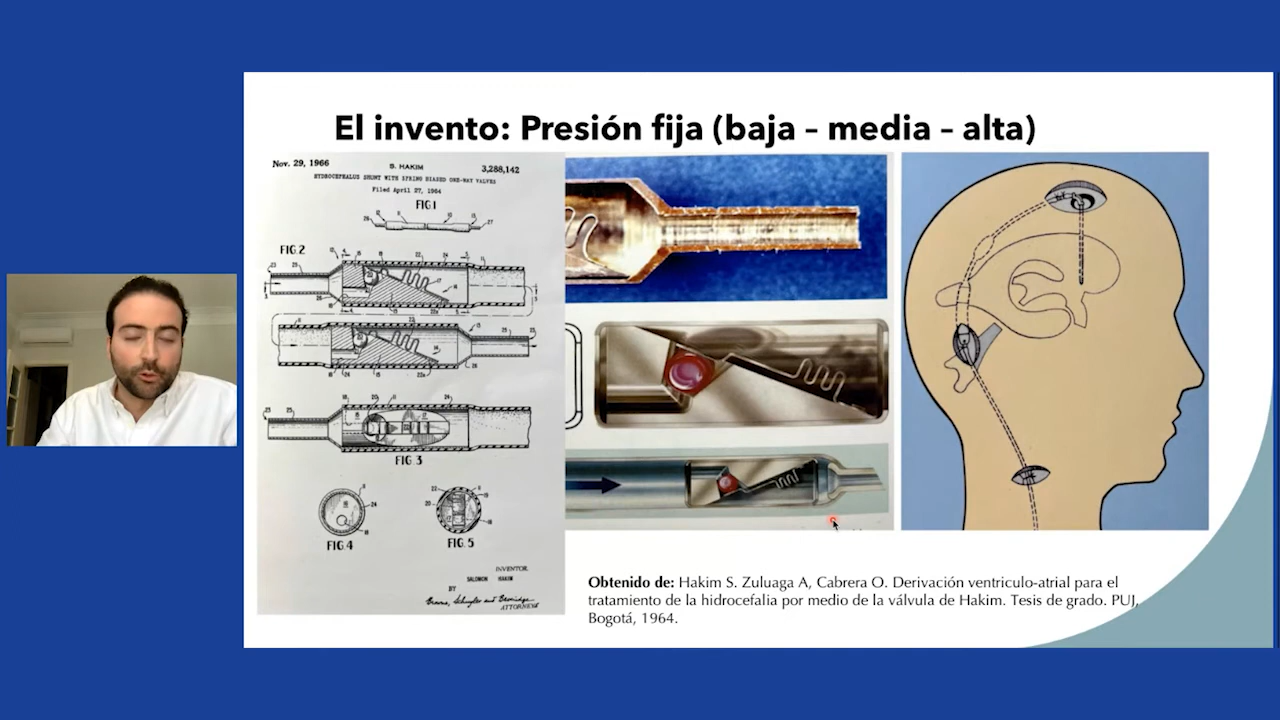 El invento: Presión fija (baja – media – alta)
Nov. 29, 1966
S. HAKIM
3,288,142
HYDROCEPHALUS SHUNT WITH SPRING BIASED ONE-WAY VALVES
Filed April 27, 1964
FIG.1
FIG.2
FIG.3
FIG.4
FIG.5
INVENTOR.
SALOMON HAKIM
BY
ATTORNEYS
Obtenido de: Hakim S. Zuluaga A, Cabrera O. Derivación ventriculo-atrial para el
tratamiento de la hidrocefalia por medio de la válvula de Hakim. Tesis de grado. PUJ,
Bogotá, 1964.